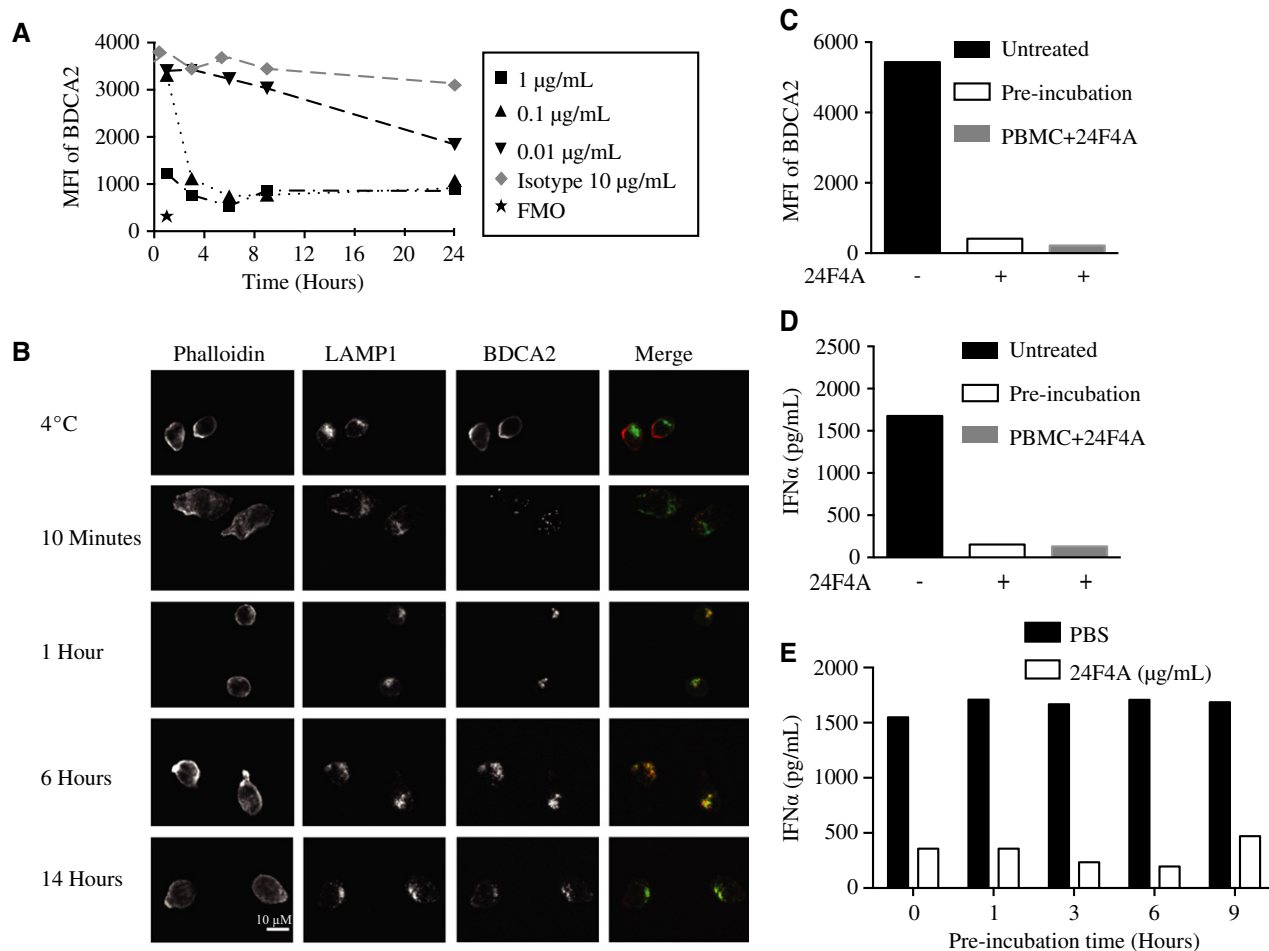 A
MFI of BDCA2
4000
3000
2000
1000
0
0 4 8 12 16 20 24
Time (Hours)
1 µg/mL
0.1 µg/mL
0.01 µg/mL
Isotype 10 µg/mL
FMO
B
Phalloidin LAMP1 BDCA2 Merge
4°C
10 Minutes
1 Hour
6 Hours
14 Hours
10 µM
C
MFI of BDCA2
6000
4000
2000
0
Untreated
Pre-incubation
PBMC+24F4A
24F4A - + +
D
IFNα (pg/mL)
2500
2000
1500
1000
500
0
Untreated
Pre-incubation
PBMC+24F4A
24F4A - + +
E
PBS
24F4A (µg/mL)
IFNα (pg/mL)
2000
1500
1000
500
0
0 1 3 6 9
Pre-incubation time (Hours)